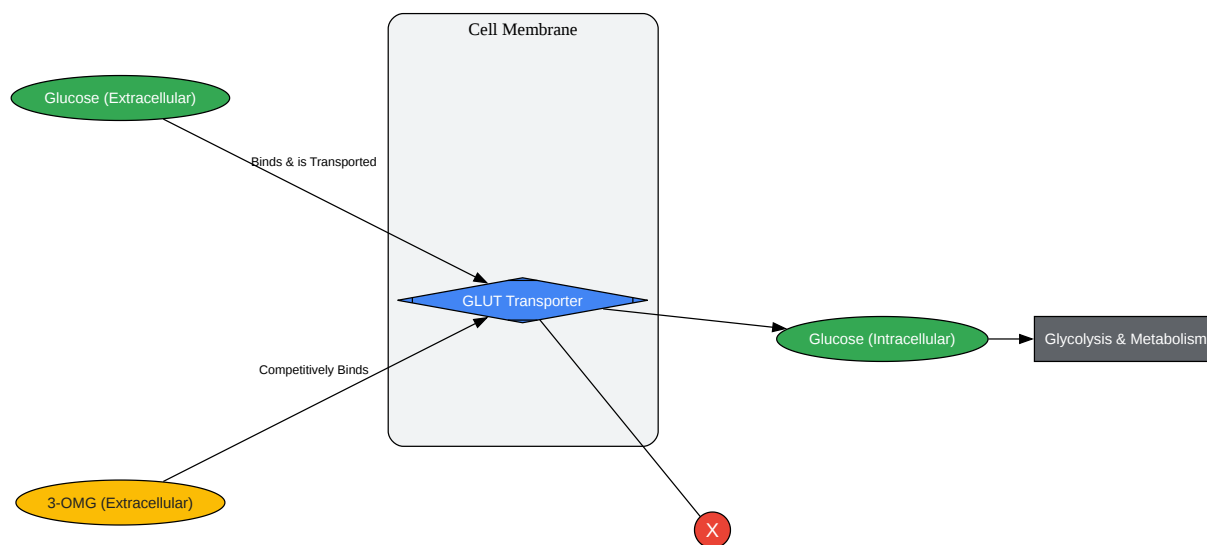 Cell Membrane
Glucose (Extracellular)
Binds & is Transported
GLUT Transporter
Glucose (Intracellular)
Glycolysis & Metabolism
Competitively Binds
3-OMG (Extracellular)
X